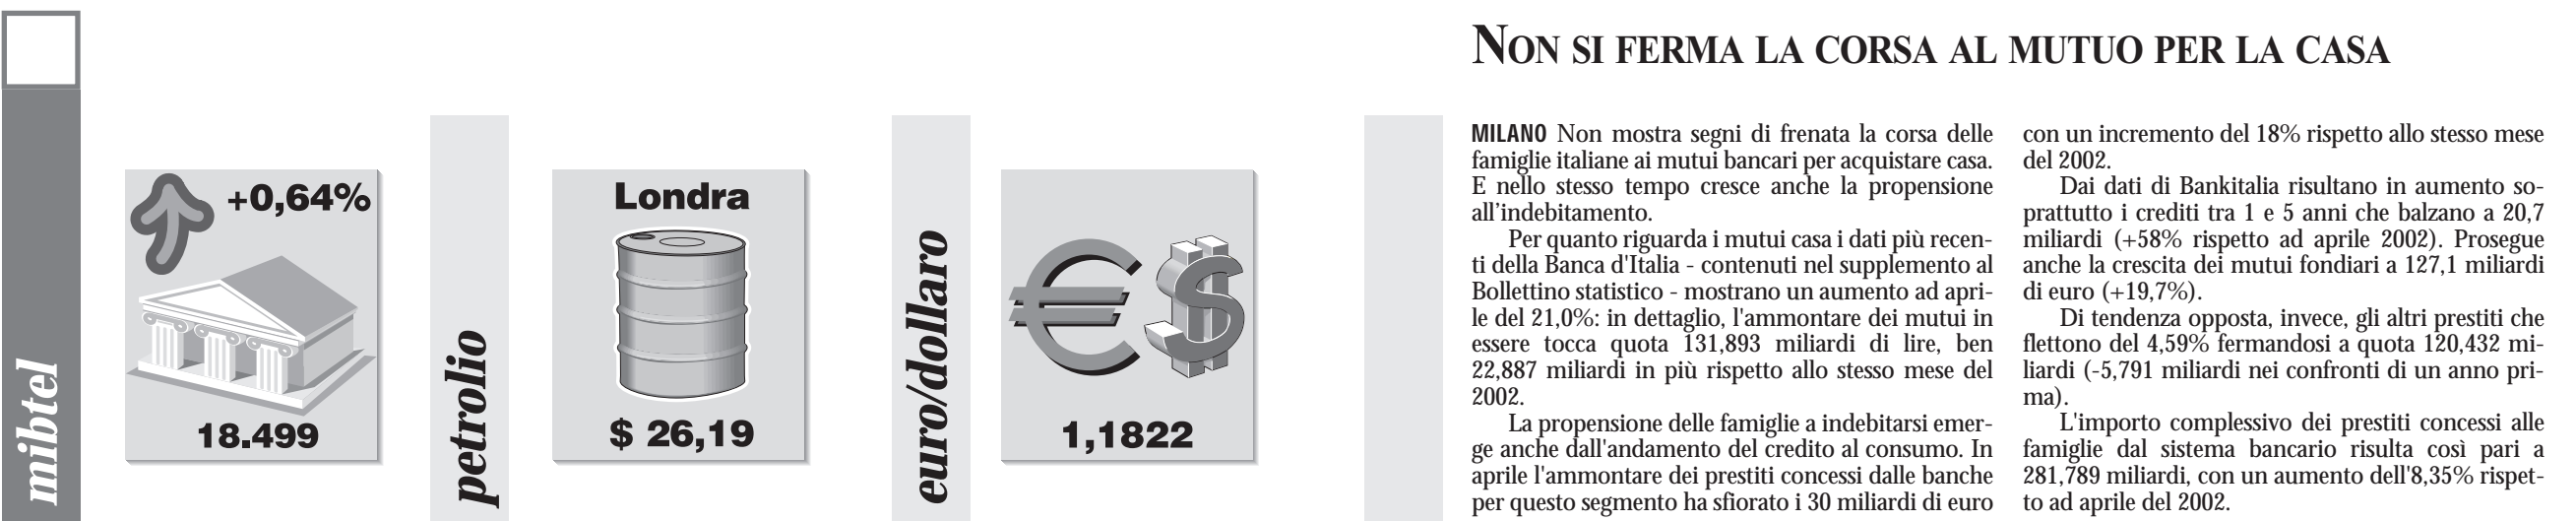 mibtel
+0,64%
18.499
petrolio
Londra
$ 26,19
euro/dollaro
1,1822
NON SI FERMA LA CORSA AL MUTUO PER LA CASA
MILANO Non mostra segni di frenata la corsa delle
famiglie italiane ai mutui bancari per acquistare casa.
E nello stesso tempo cresce anche la propensione
all'indebitamento.
Per quanto riguarda i mutui casa i dati più recen-
ti della Banca d'Italia - contenuti nel supplemento al
Bollettino statistico - mostrano un aumento ad apri-
le del 21,0%: in dettaglio, l'ammontare dei mutui in
essere tocca quota 131,893 miliardi di lire, ben
22,887 miliardi in più rispetto allo stesso mese del
2002.
La propensione delle famiglie a indebitarsi emer-
ge anche dall'andamento del credito al consumo. In
aprile l'ammontare dei prestiti concessi dalle banche
per questo segmento ha sfiorato i 30 miliardi di euro
con un incremento del 18% rispetto allo stesso mese
del 2002.
Dai dati di Bankitalia risultano in aumento so-
prattutto i crediti tra 1 e 5 anni che balzano a 20,7
miliardi (+58% rispetto ad aprile 2002). Prosegue
anche la crescita dei mutui fondiari a 127,1 miliardi
di euro (+19,7%).
Di tendenza opposta, invece, gli altri prestiti che
flettono del 4,59% fermandosi a quota 120,432 mi-
liardi (-5,791 miliardi nei confronti di un anno pri-
ma).
L'importo complessivo dei prestiti concessi alle
famiglie dal sistema bancario risulta così pari a
281,789 miliardi, con un aumento dell'8,35% rispet-
to ad aprile del 2002.